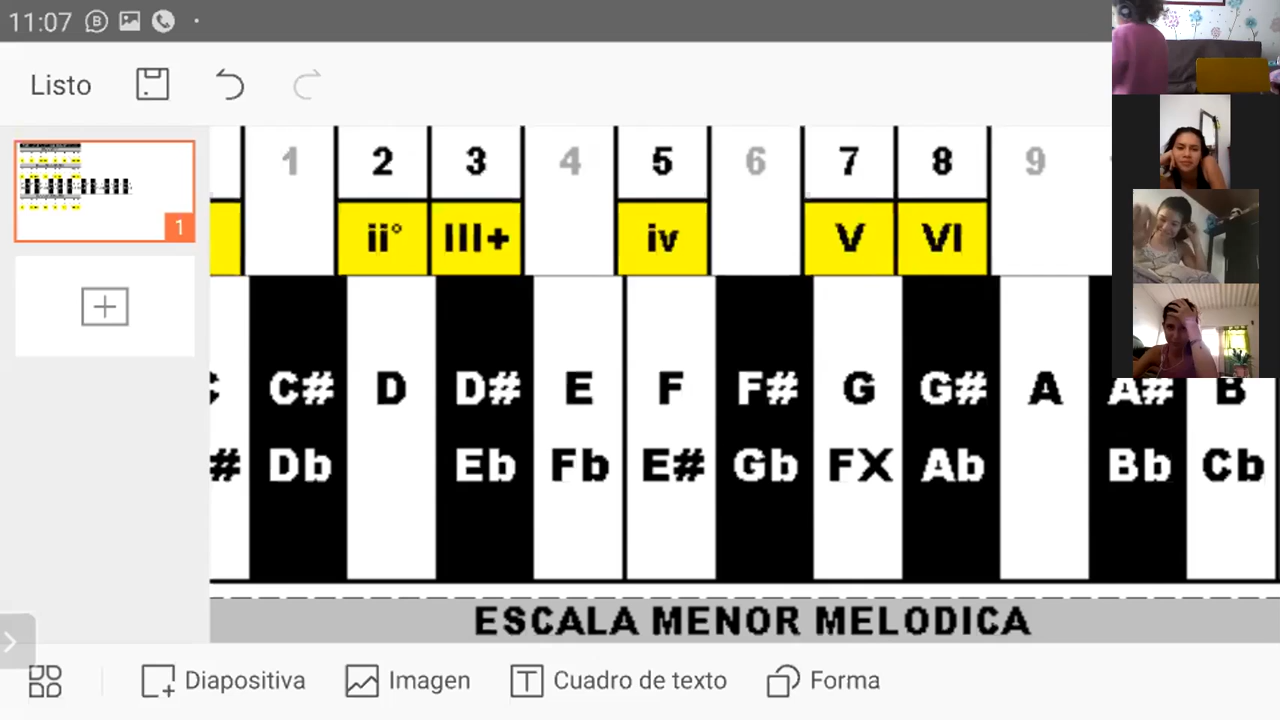 11:07
Listo
1 2 3 4 5 6 7 8 9
ii° III+ iv V VI
C# D D# E F F# G G# A A# B
# Db Eb Fb E# Gb FX Ab Bb Cb
1
ESCALA MENOR MELODICA
Diapositiva Imagen Cuadro de texto Forma